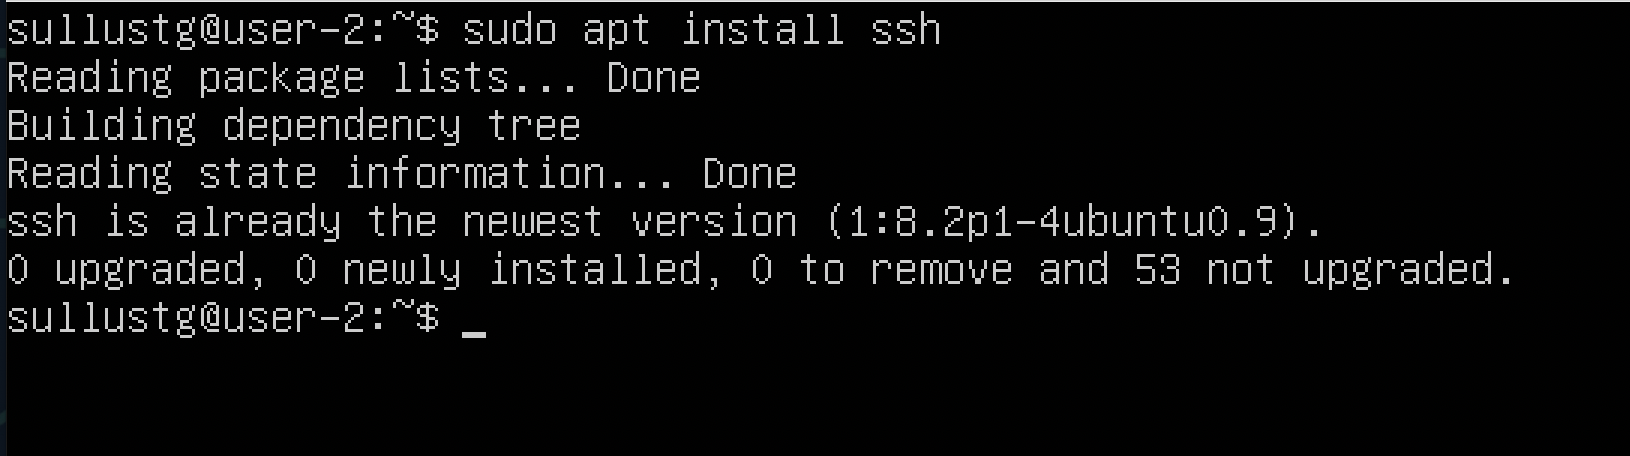 sullustg@user-2:~$ sudo apt install ssh
Reading package lists... Done
Building dependency tree
Reading state information... Done
ssh is already the newest version (1:8.2p1-4ubuntu0.9).
0 upgraded, 0 newly installed, 0 to remove and 53 not upgraded.
sullustg@user-2:~$ _